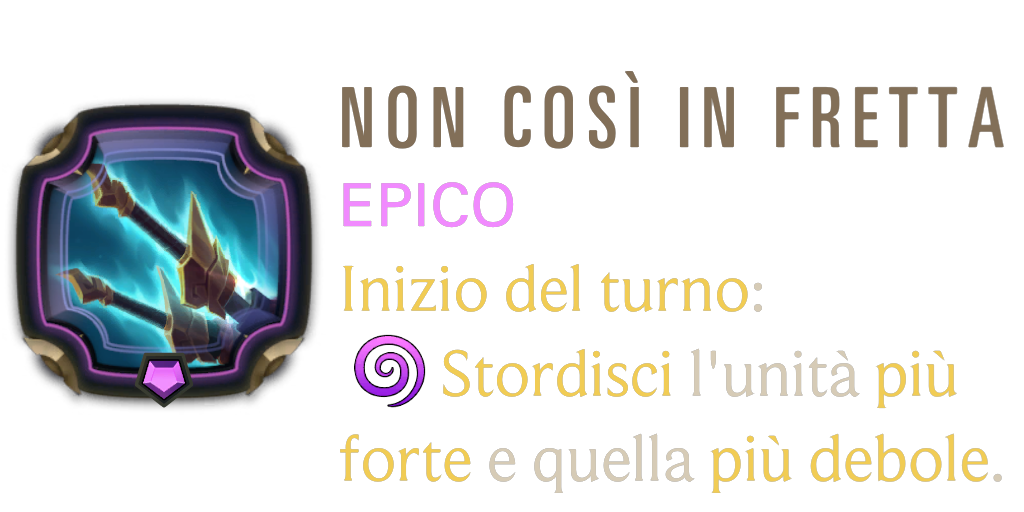 NON COSÌ IN FRETTA
EPICO
Inizio del turno:
Stordisci l'unità più
forte e quella più debole.